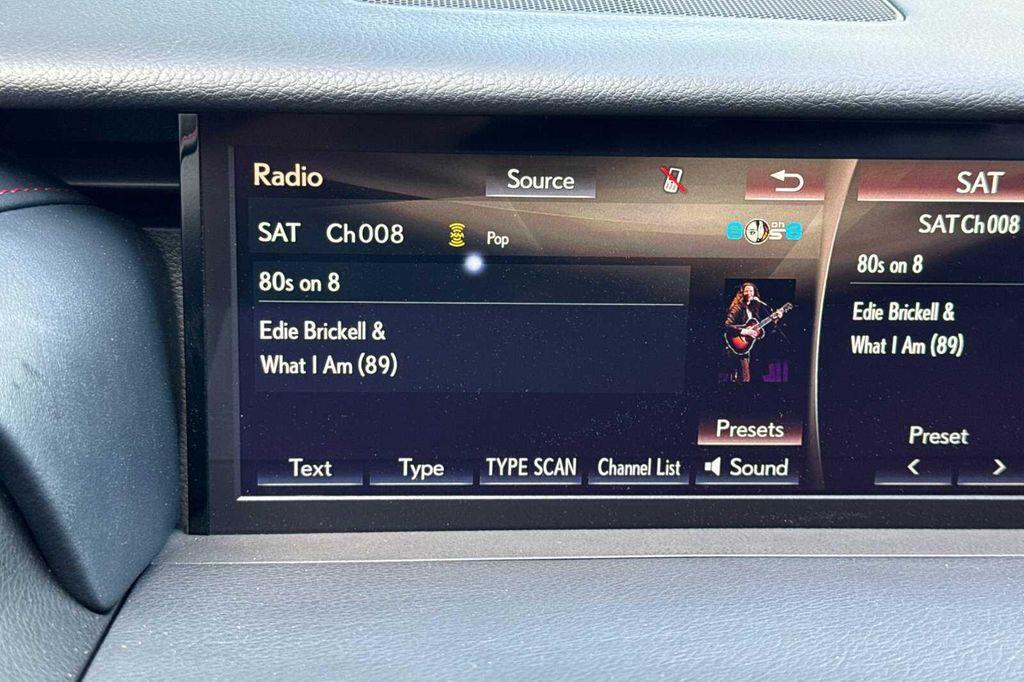 Radio
Source
SAT Ch008
XM
Pop
80s on 8
Edie Brickell &
What I Am (89)
Presets
Text
Type
TYPE SCAN
Channel List
Sound
SAT
SAT Ch008
80s on 8
Edie Brickell &
What I Am (89)
Preset
< >